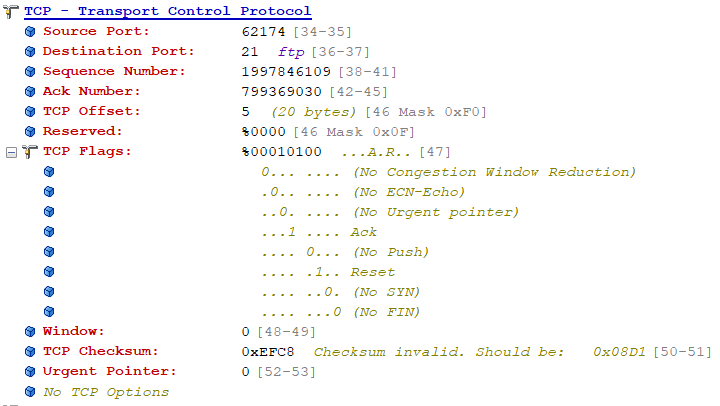 TCP - Transport Control Protocol
Source Port: 62174 [34-35]
Destination Port: 21 ftp [36-37]
Sequence Number: 1997846109 [38-41]
Ack Number: 799369030 [42-45]
TCP Offset: 5 (20 bytes) [46 Mask 0xF0]
Reserved: %0000 [46 Mask 0x0F]
TCP Flags: %00010100 ...A.R.. [47]
0... .... (No Congestion Window Reduction)
.0.. .... (No ECN-Echo)
..0. .... (No Urgent pointer)
...1 .... Ack
.... 0... (No Push)
.... .1.. Reset
.... ..0. (No SYN)
.... ...0 (No FIN)
Window: 0 [48-49]
TCP Checksum: 0xEFC8 Checksum invalid. Should be: 0x08D1 [50-51]
Urgent Pointer: 0 [52-53]
No TCP Options